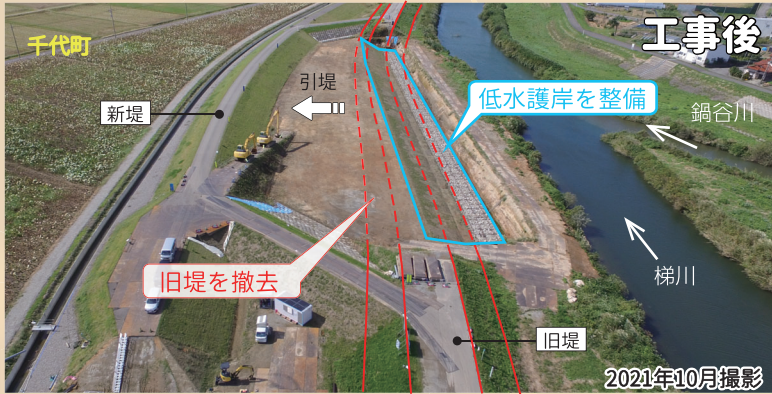 千代町
工事後
引堤
新堤
低水護岸を整備
鍋谷川
旧堤を撤去
梯川
旧堤
2021年10月撮影